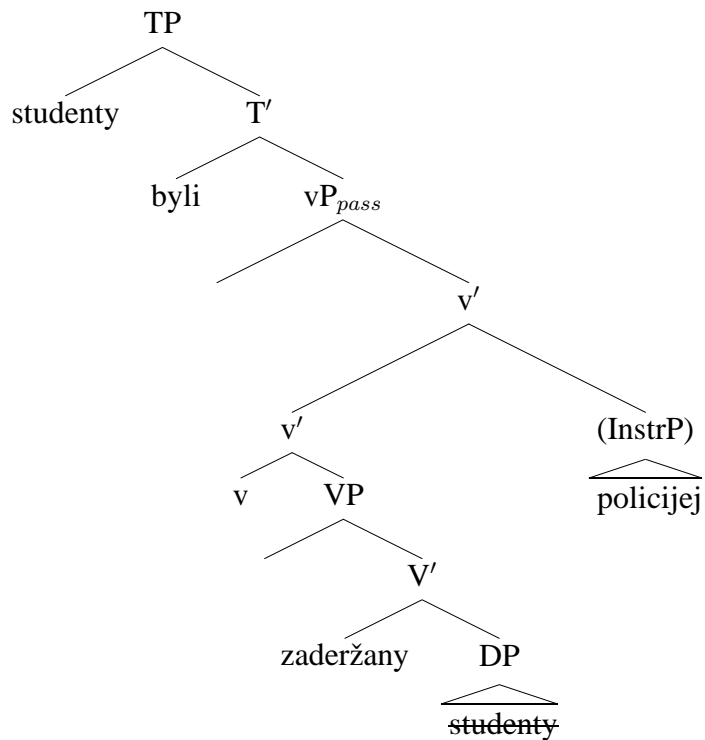 TP
studenty T′
byli vP_pass
v′
v′ (InstrP)
v VP policijej
V′
zaderžany DP
studenty